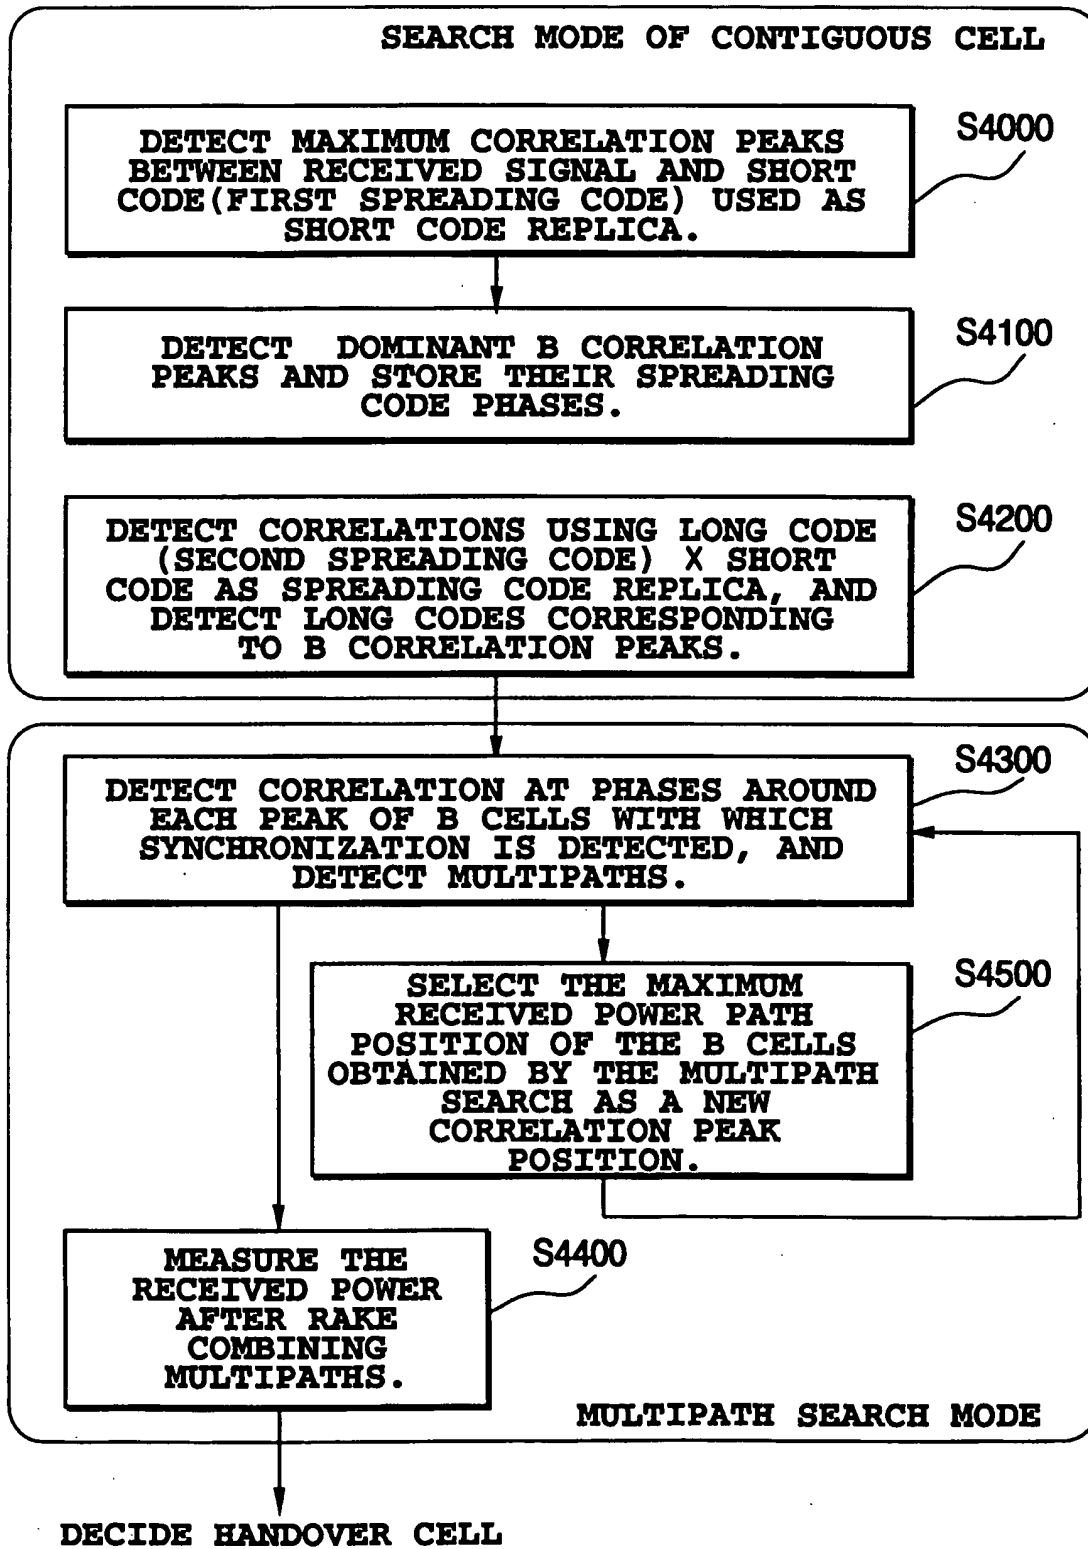 SEARCH MODE OF CONTIGUOUS CELL
S4000
DETECT MAXIMUM CORRELATION PEAKS
BETWEEN RECEIVED SIGNAL AND SHORT
CODE(FIRST SPREADING CODE) USED AS
SHORT CODE REPLICA.
S4100
DETECT DOMINANT B CORRELATION
PEAKS AND STORE THEIR SPREADING
CODE PHASES.
S4200
DETECT CORRELATIONS USING LONG CODE
(SECOND SPREADING CODE) X SHORT
CODE AS SPREADING CODE REPLICA, AND
DETECT LONG CODES CORRESPONDING
TO B CORRELATION PEAKS.
S4300
DETECT CORRELATION AT PHASES AROUND
EACH PEAK OF B CELLS WITH WHICH
SYNCHRONIZATION IS DETECTED, AND
DETECT MULTIPATHS.
S4500
SELECT THE MAXIMUM
RECEIVED POWER PATH
POSITION OF THE B CELLS
OBTAINED BY THE MULTIPATH
SEARCH AS A NEW
CORRELATION PEAK
POSITION.
S4400
MEASURE THE
RECEIVED POWER
AFTER RAKE
COMBINING
MULTIPATHS.
MULTIPATH SEARCH MODE
DECIDE HANDOVER CELL